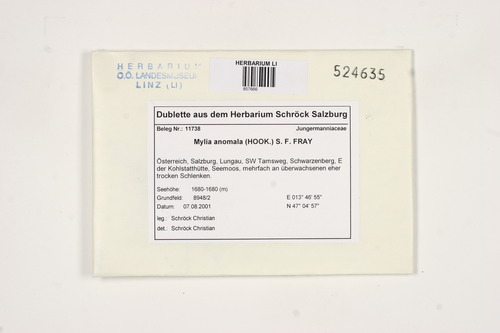 HERBARIUM
O.Ö. LANDESMUSEUM
LINZ (LI)
HERBARIUM LI
524635
Dublette aus dem Herbarium Schröck Salzburg
Beleg Nr.: 11738 Jungermanniaceae
Mylia anomala (HOOK.) S. F. FRAY
Österreich, Salzburg, Lungau, SW Tamsweg, Schwarzenberg, E
der Kohlstatthütte, Seemoos, mehrfach an überwachsenen eher
trocken Schlenken.
Seehöhe: 1680-1680 (m)
Grundfeld: 8948/2 E 013° 46' 55"
Datum: 07.08.2001 N 47° 04' 57"
leg.: Schröck Christian
det.: Schröck Christian